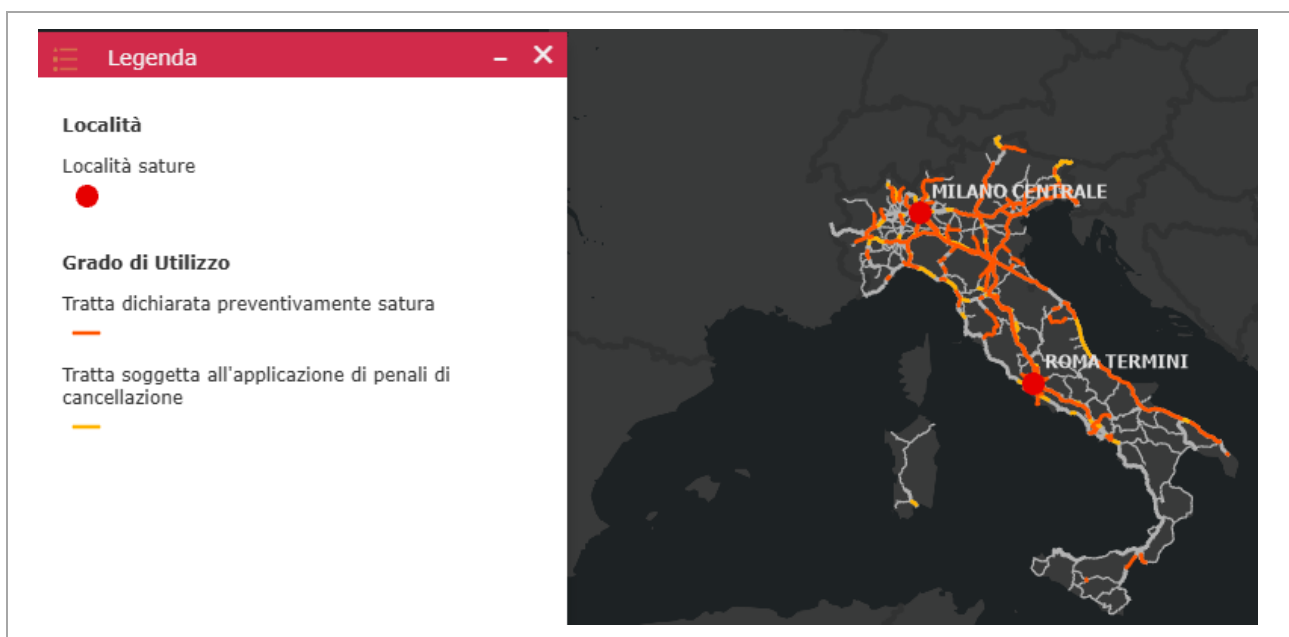 Legenda
Località
Località sature
Grado di Utilizzo
Tratta dichiarata preventivamente satura
Tratta soggetta all'applicazione di penali di
cancellazione
MILANO CENTRALE
ROMA TERMINI